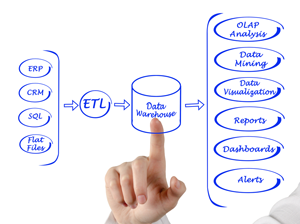 ERP
CRM
SQL
Flat
Files
ETL
Data
Warehouse
OLAP
Analysis
Data
Mining
Data
Visualization
Reports
Dashboards
Alerts